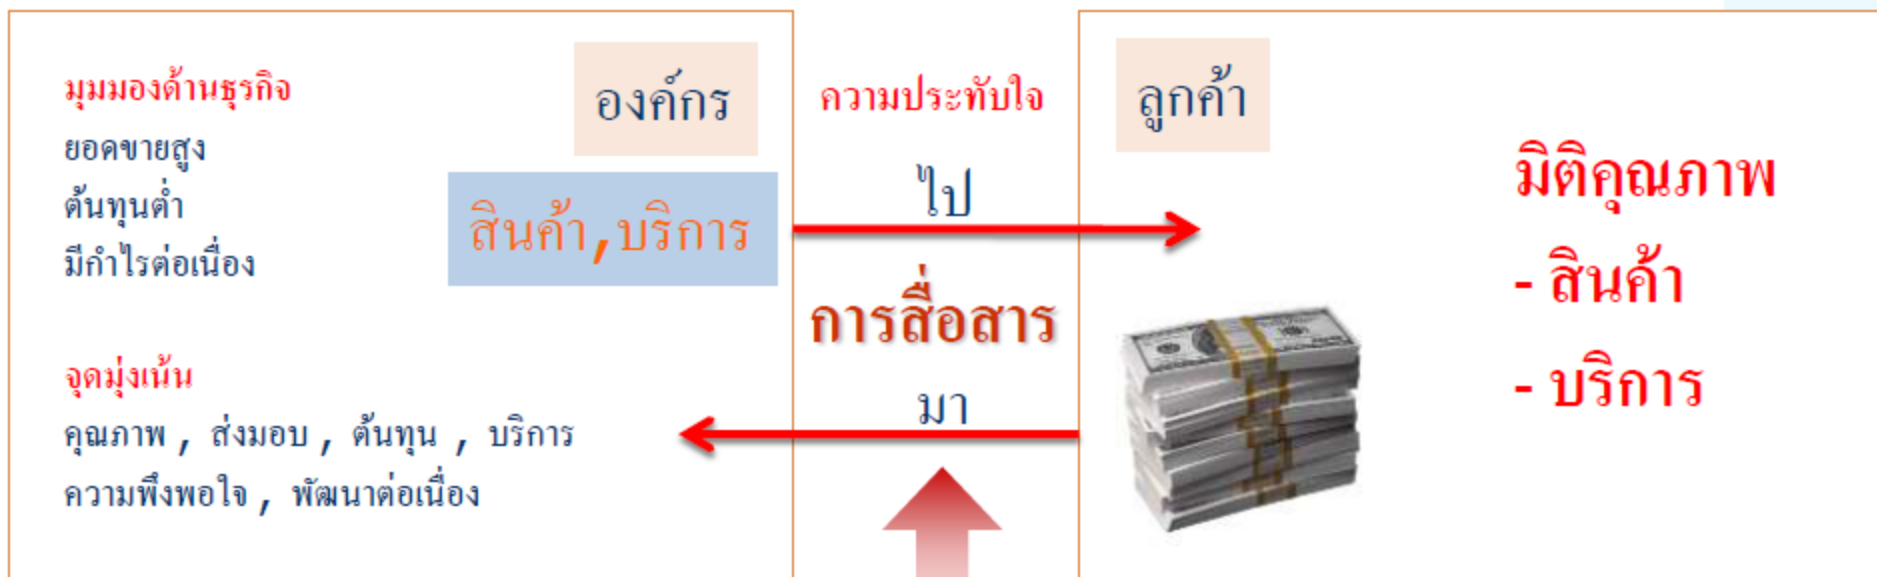 มุมมองด้านธุรกิจ
ยอดขายสูง
ต้นทุนต่ำ
มีกำไรต่อเนื่อง
จุดมุ่งเน้น
คุณภาพ , ส่งมอบ , ต้นทุน , บริการ
ความพึงพอใจ , พัฒนาต่อเนื่อง
องค์กร
สินค้า,บริการ
ความประทับใจ
ไป
การสื่อสาร
มา
ลูกค้า
มิติคุณภาพ
- สินค้า
- บริการ